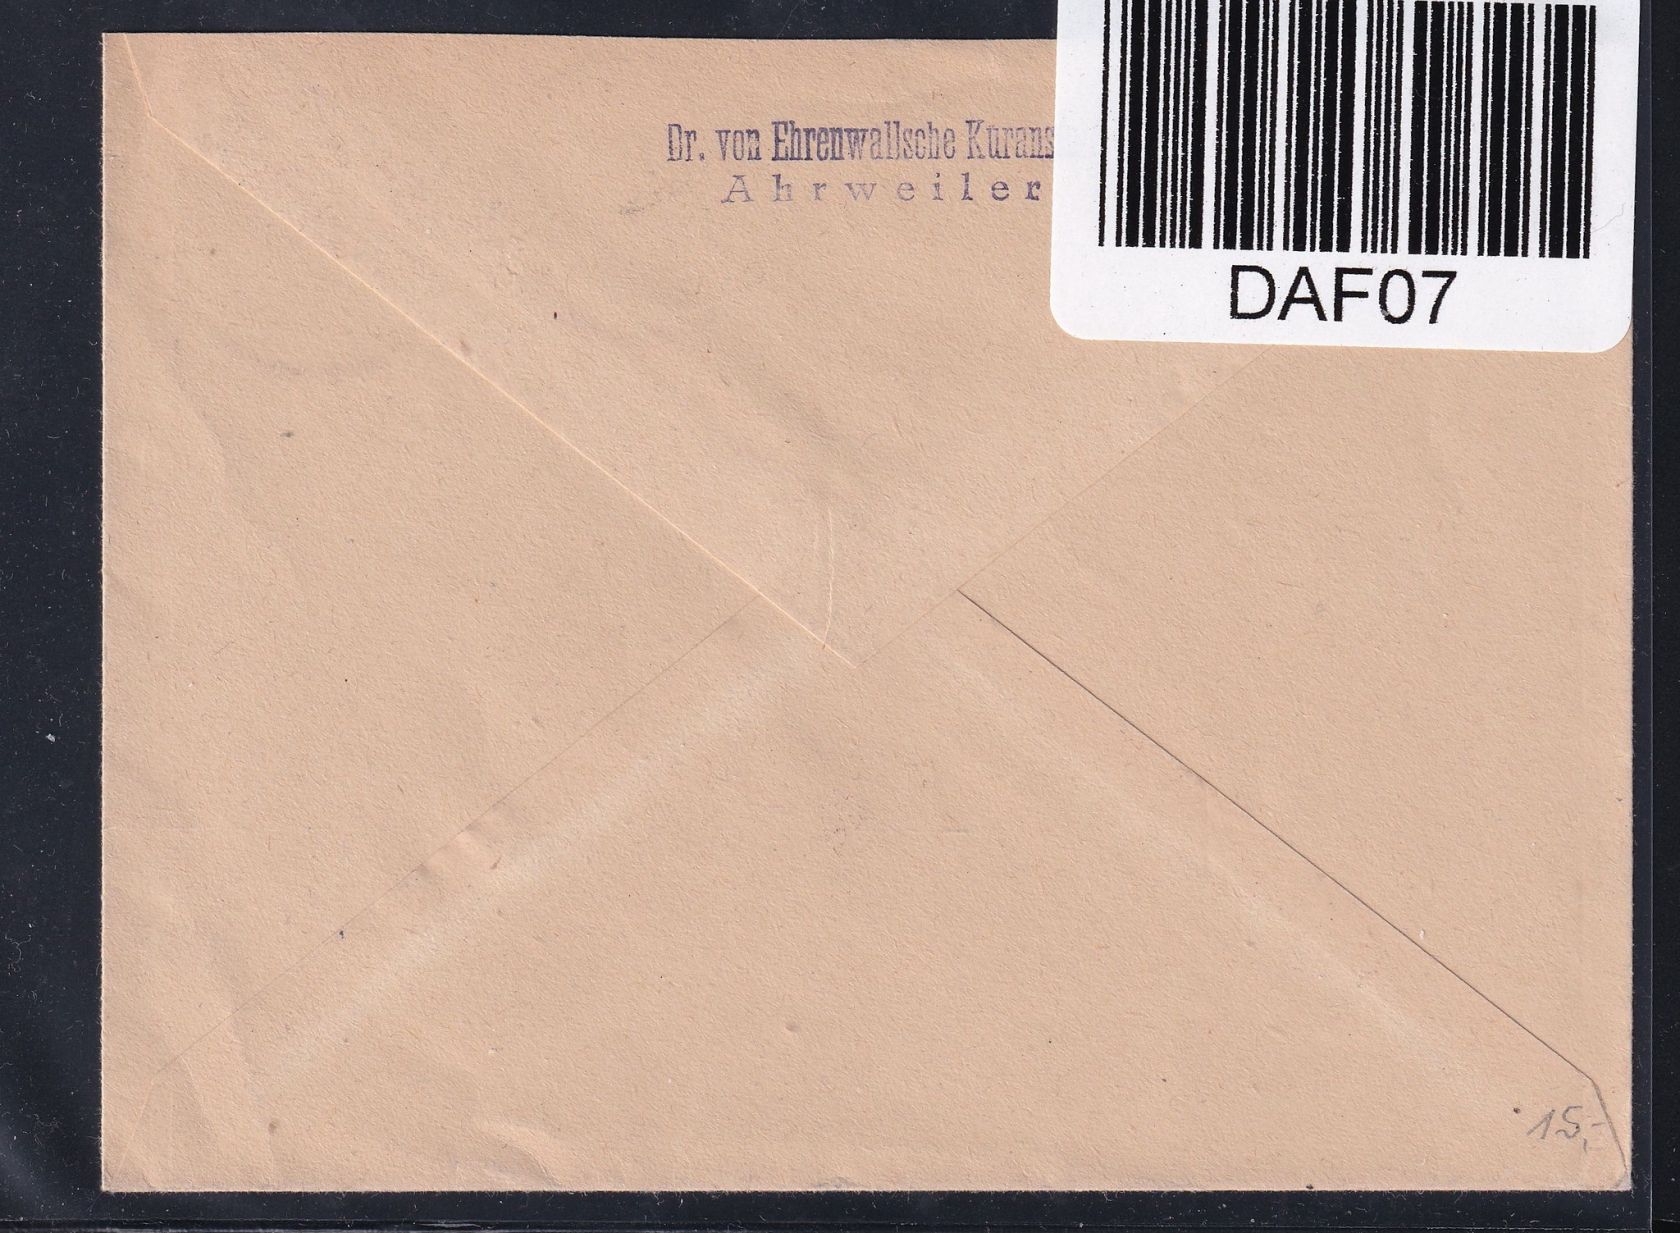 Dr. von Ehrenwallsche Kurans
Ahrweiler
DAF07
15,-